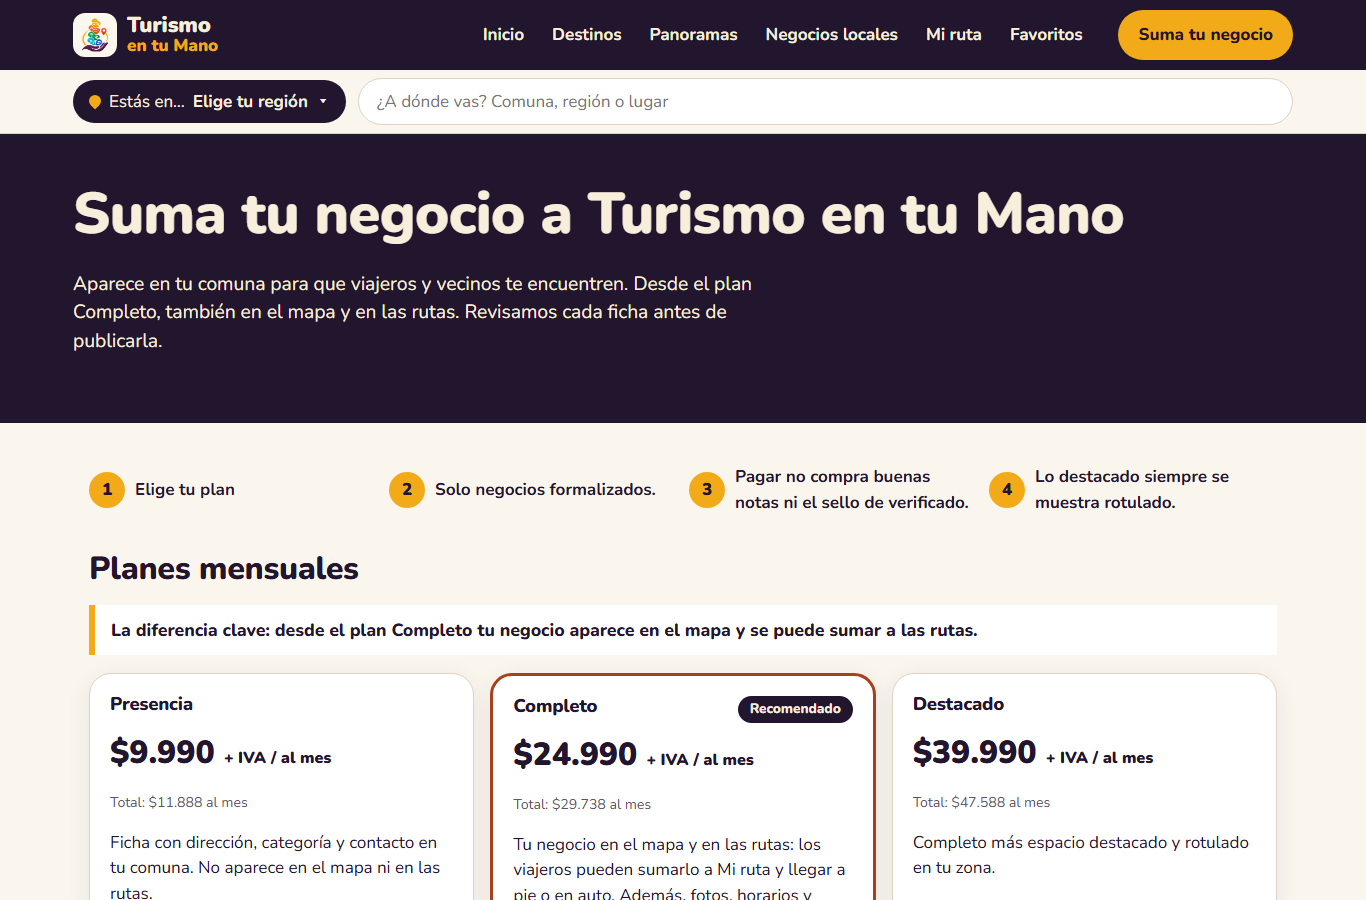 Turismo
en tu Mano
Inicio
Destinos
Panoramas
Negocios locales
Mi ruta
Favoritos
Suma tu negocio
Estás en... Elige tu región
¿A dónde vas? Comuna, región o lugar
Suma tu negocio a Turismo en tu Mano
Aparece en tu comuna para que viajeros y vecinos te encuentren. Desde el plan
Completo, también en el mapa y en las rutas. Revisamos cada ficha antes de
publicarla.
1 Elige tu plan
2 Solo negocios formalizados.
3 Pagar no compra buenas
notas ni el sello de verificado.
4 Lo destacado siempre se
muestra rotulado.
Planes mensuales
La diferencia clave: desde el plan Completo tu negocio aparece en el mapa y se puede sumar a las rutas.
Presencia
$9.990 + IVA / al mes
Total: $11.888 al mes
Ficha con dirección, categoría y contacto en
tu comuna. No aparece en el mapa ni en las
rutas.
Completo
Recomendado
$24.990 + IVA / al mes
Total: $29.738 al mes
Tu negocio en el mapa y en las rutas: los
viajeros pueden sumarlo a Mi ruta y llegar a
pie o en auto. Además, fotos, horarios y
Destacado
$39.990 + IVA / al mes
Total: $47.588 al mes
Completo más espacio destacado y rotulado
en tu zona.